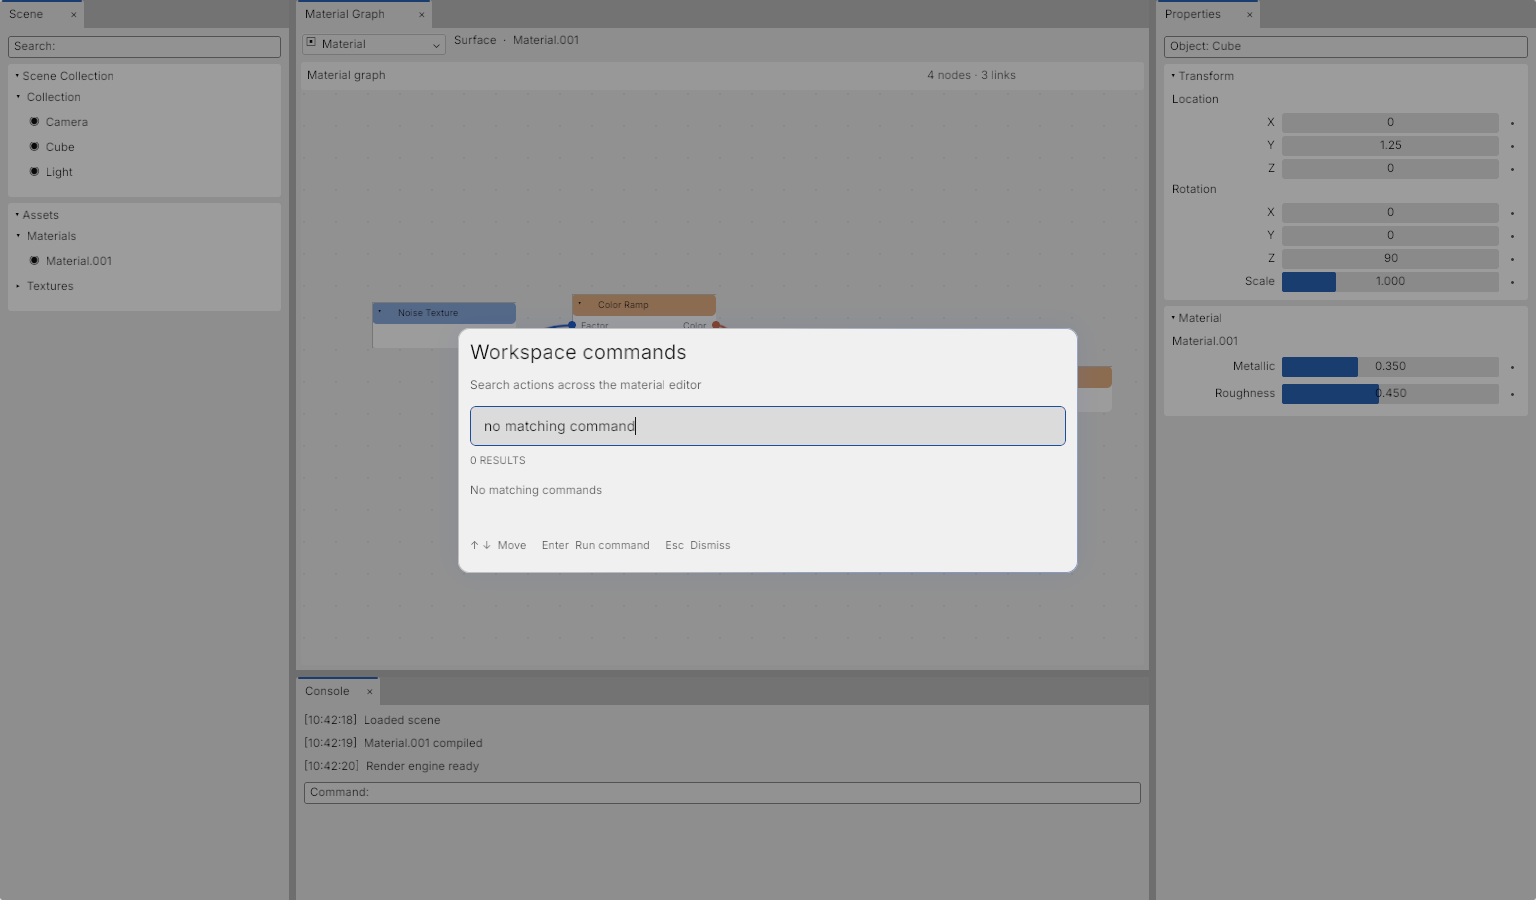 Scene ×
Search:
Scene Collection
Collection
Camera
Cube
Light
Assets
Materials
Material.001
Textures
Material Graph ×
Material
Surface · Material.001
Material graph
4 nodes · 3 links
Noise Texture
Color Ramp
Factor Color
Workspace commands
Search actions across the material editor
no matching command
0 RESULTS
No matching commands
↑ ↓ Move Enter Run command Esc Dismiss
Console ×
[10:42:18] Loaded scene
[10:42:19] Material.001 compiled
[10:42:20] Render engine ready
Command:
Properties ×
Object: Cube
Transform
Location
X 0
Y 1.25
Z 0
Rotation
X 0
Y 0
Z 90
Scale 1.000
Material
Material.001
Metallic 0.350
Roughness 0.450